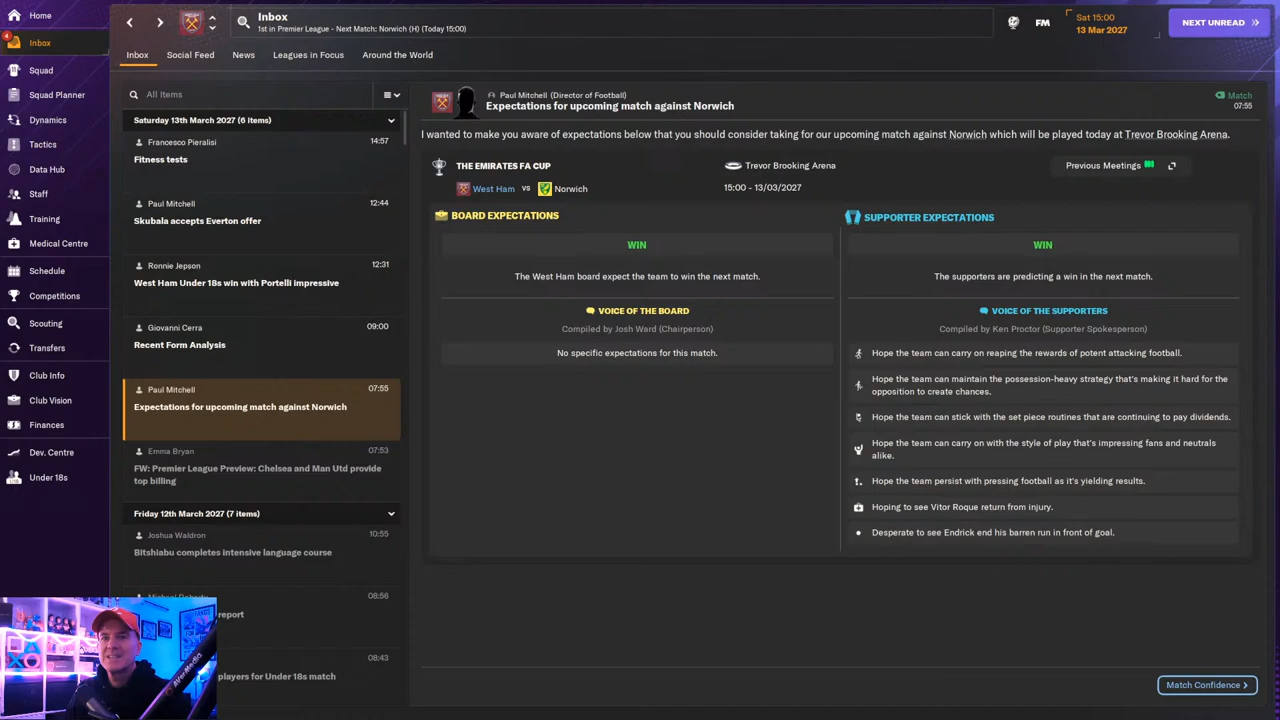 Home
4
Inbox
Squad
Squad Planner
Dynamics
Tactics
Data Hub
Staff
Training
Medical Centre
Schedule
Competitions
Scouting
Transfers
Club Info
Club Vision
Finances
Dev. Centre
Under 18s
Inbox
1st in Premier League - Next Match: Norwich (H) (Today 15:00)
FM
Sat 15:00
13 Mar 2027
NEXT UNREAD
Inbox Social Feed News Leagues in Focus Around the World
All Items
Saturday 13th March 2027 (6 items)
Francesco Pieralisi 14:57
Fitness tests
Paul Mitchell 12:44
Skubala accepts Everton offer
Ronnie Jepson 12:31
West Ham Under 18s win with Portelli impressive
Giovanni Cerra 09:00
Recent Form Analysis
Paul Mitchell 07:55
Expectations for upcoming match against Norwich
Emma Bryan 07:53
FW: Premier League Preview: Chelsea and Man Utd provide
top billing
Friday 12th March 2027 (7 items)
Joshua Waldron 10:55
Bitshiabu completes intensive language course
08:56
report
08:43
players for Under 18s match
AVerMedia
Paul Mitchell (Director of Football)
Expectations for upcoming match against Norwich
Match
07:55
I wanted to make you aware of expectations below that you should consider taking for our upcoming match against Norwich which will be played today at Trevor Brooking Arena.
THE EMIRATES FA CUP
West Ham vs Norwich
Trevor Brooking Arena
15:00 - 13/03/2027
Previous Meetings
BOARD EXPECTATIONS
WIN
The West Ham board expect the team to win the next match.
VOICE OF THE BOARD
Compiled by Josh Ward (Chairperson)
No specific expectations for this match.
SUPPORTER EXPECTATIONS
WIN
The supporters are predicting a win in the next match.
VOICE OF THE SUPPORTERS
Compiled by Ken Proctor (Supporter Spokesperson)
Hope the team can carry on reaping the rewards of potent attacking football.
Hope the team can maintain the possession-heavy strategy that's making it hard for the
opposition to create chances.
Hope the team can stick with the set piece routines that are continuing to pay dividends.
Hope the team can carry on with the style of play that's impressing fans and neutrals
alike.
Hope the team persist with pressing football as it's yielding results.
Hoping to see Vitor Roque return from injury.
Desperate to see Endrick end his barren run in front of goal.
Match Confidence